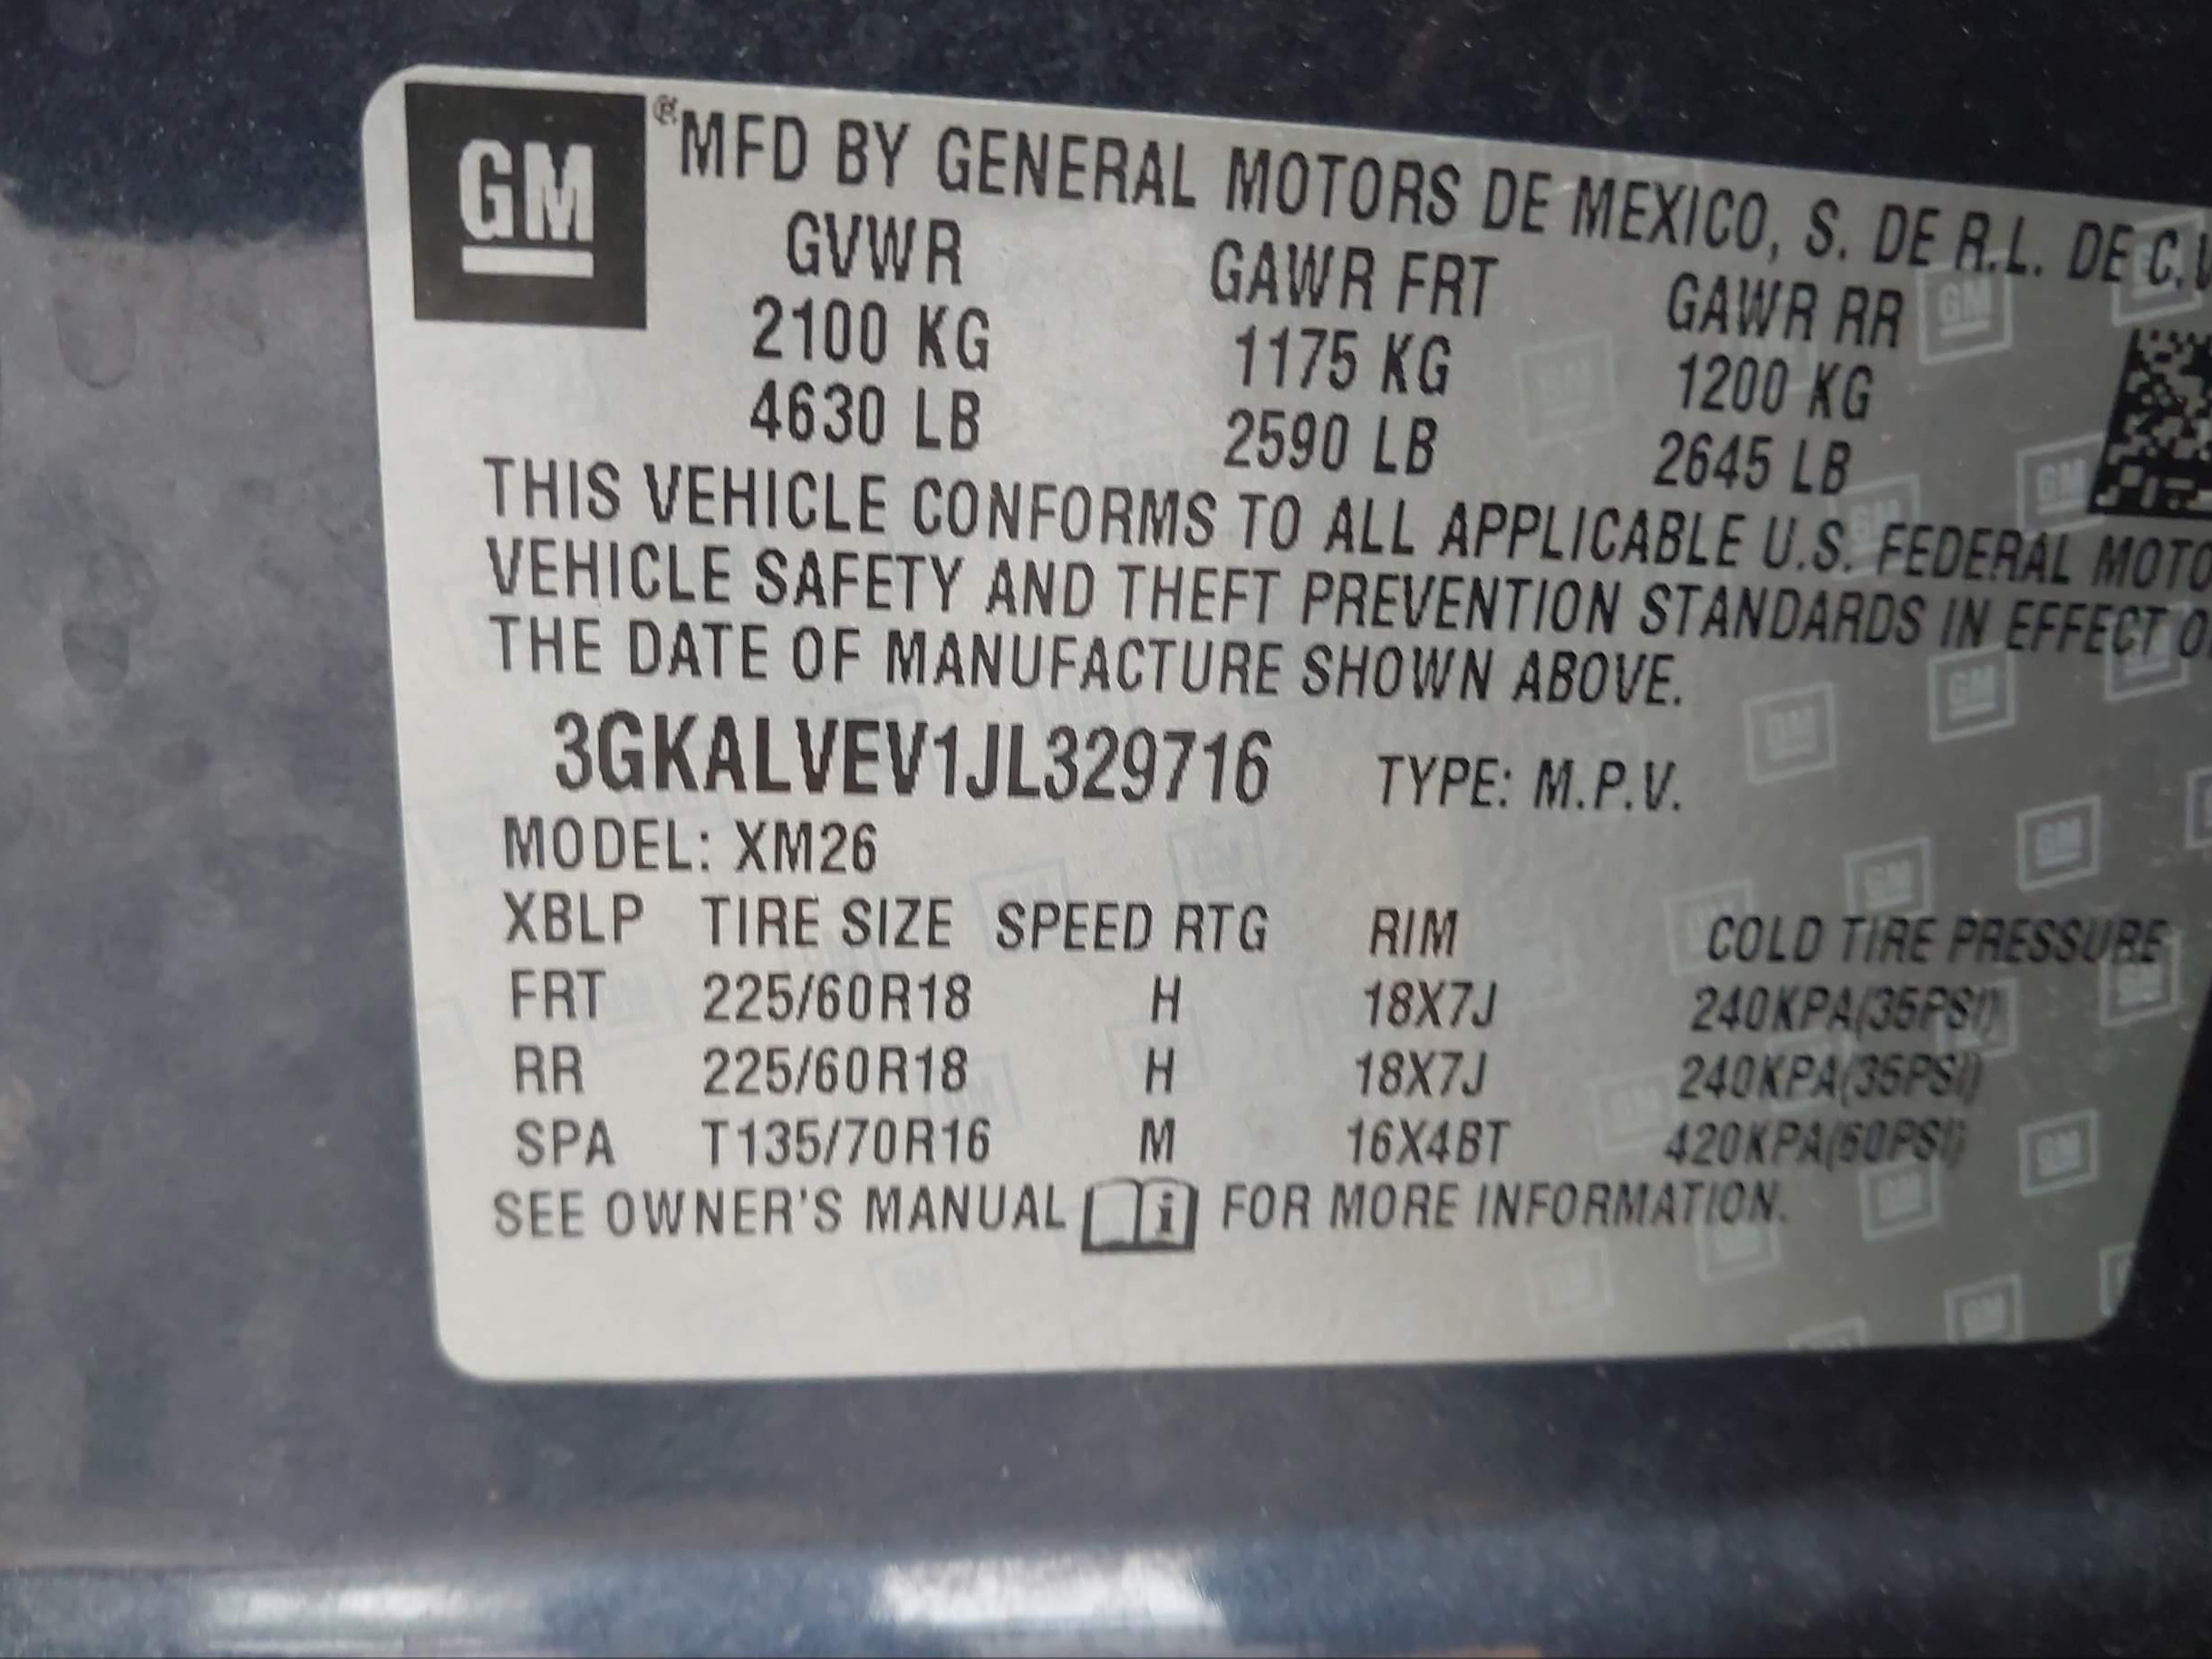 GM
® MFD BY GENERAL MOTORS DE MEXICO, S. DE R.L. DE C.V
GVWR GAWR FRT GAWR RR
2100 KG 1175 KG 1200 KG
4630 LB 2590 LB 2645 LB
THIS VEHICLE CONFORMS TO ALL APPLICABLE U.S. FEDERAL MOTO
VEHICLE SAFETY AND THEFT PREVENTION STANDARDS IN EFFECT O
THE DATE OF MANUFACTURE SHOWN ABOVE.
3GKALVEV1JL329716 TYPE: M.P.V.
MODEL: XM26
XBLP TIRE SIZE SPEED RTG RIM COLD TIRE PRESSURE
FRT 225/60R18 H 18X7J 240KPA(35PSI)
RR 225/60R18 H 18X7J 240KPA(35PSI)
SPA T135/70R16 M 16X4BT 420KPA(60PSI)
SEE OWNER'S MANUAL i FOR MORE INFORMATION.